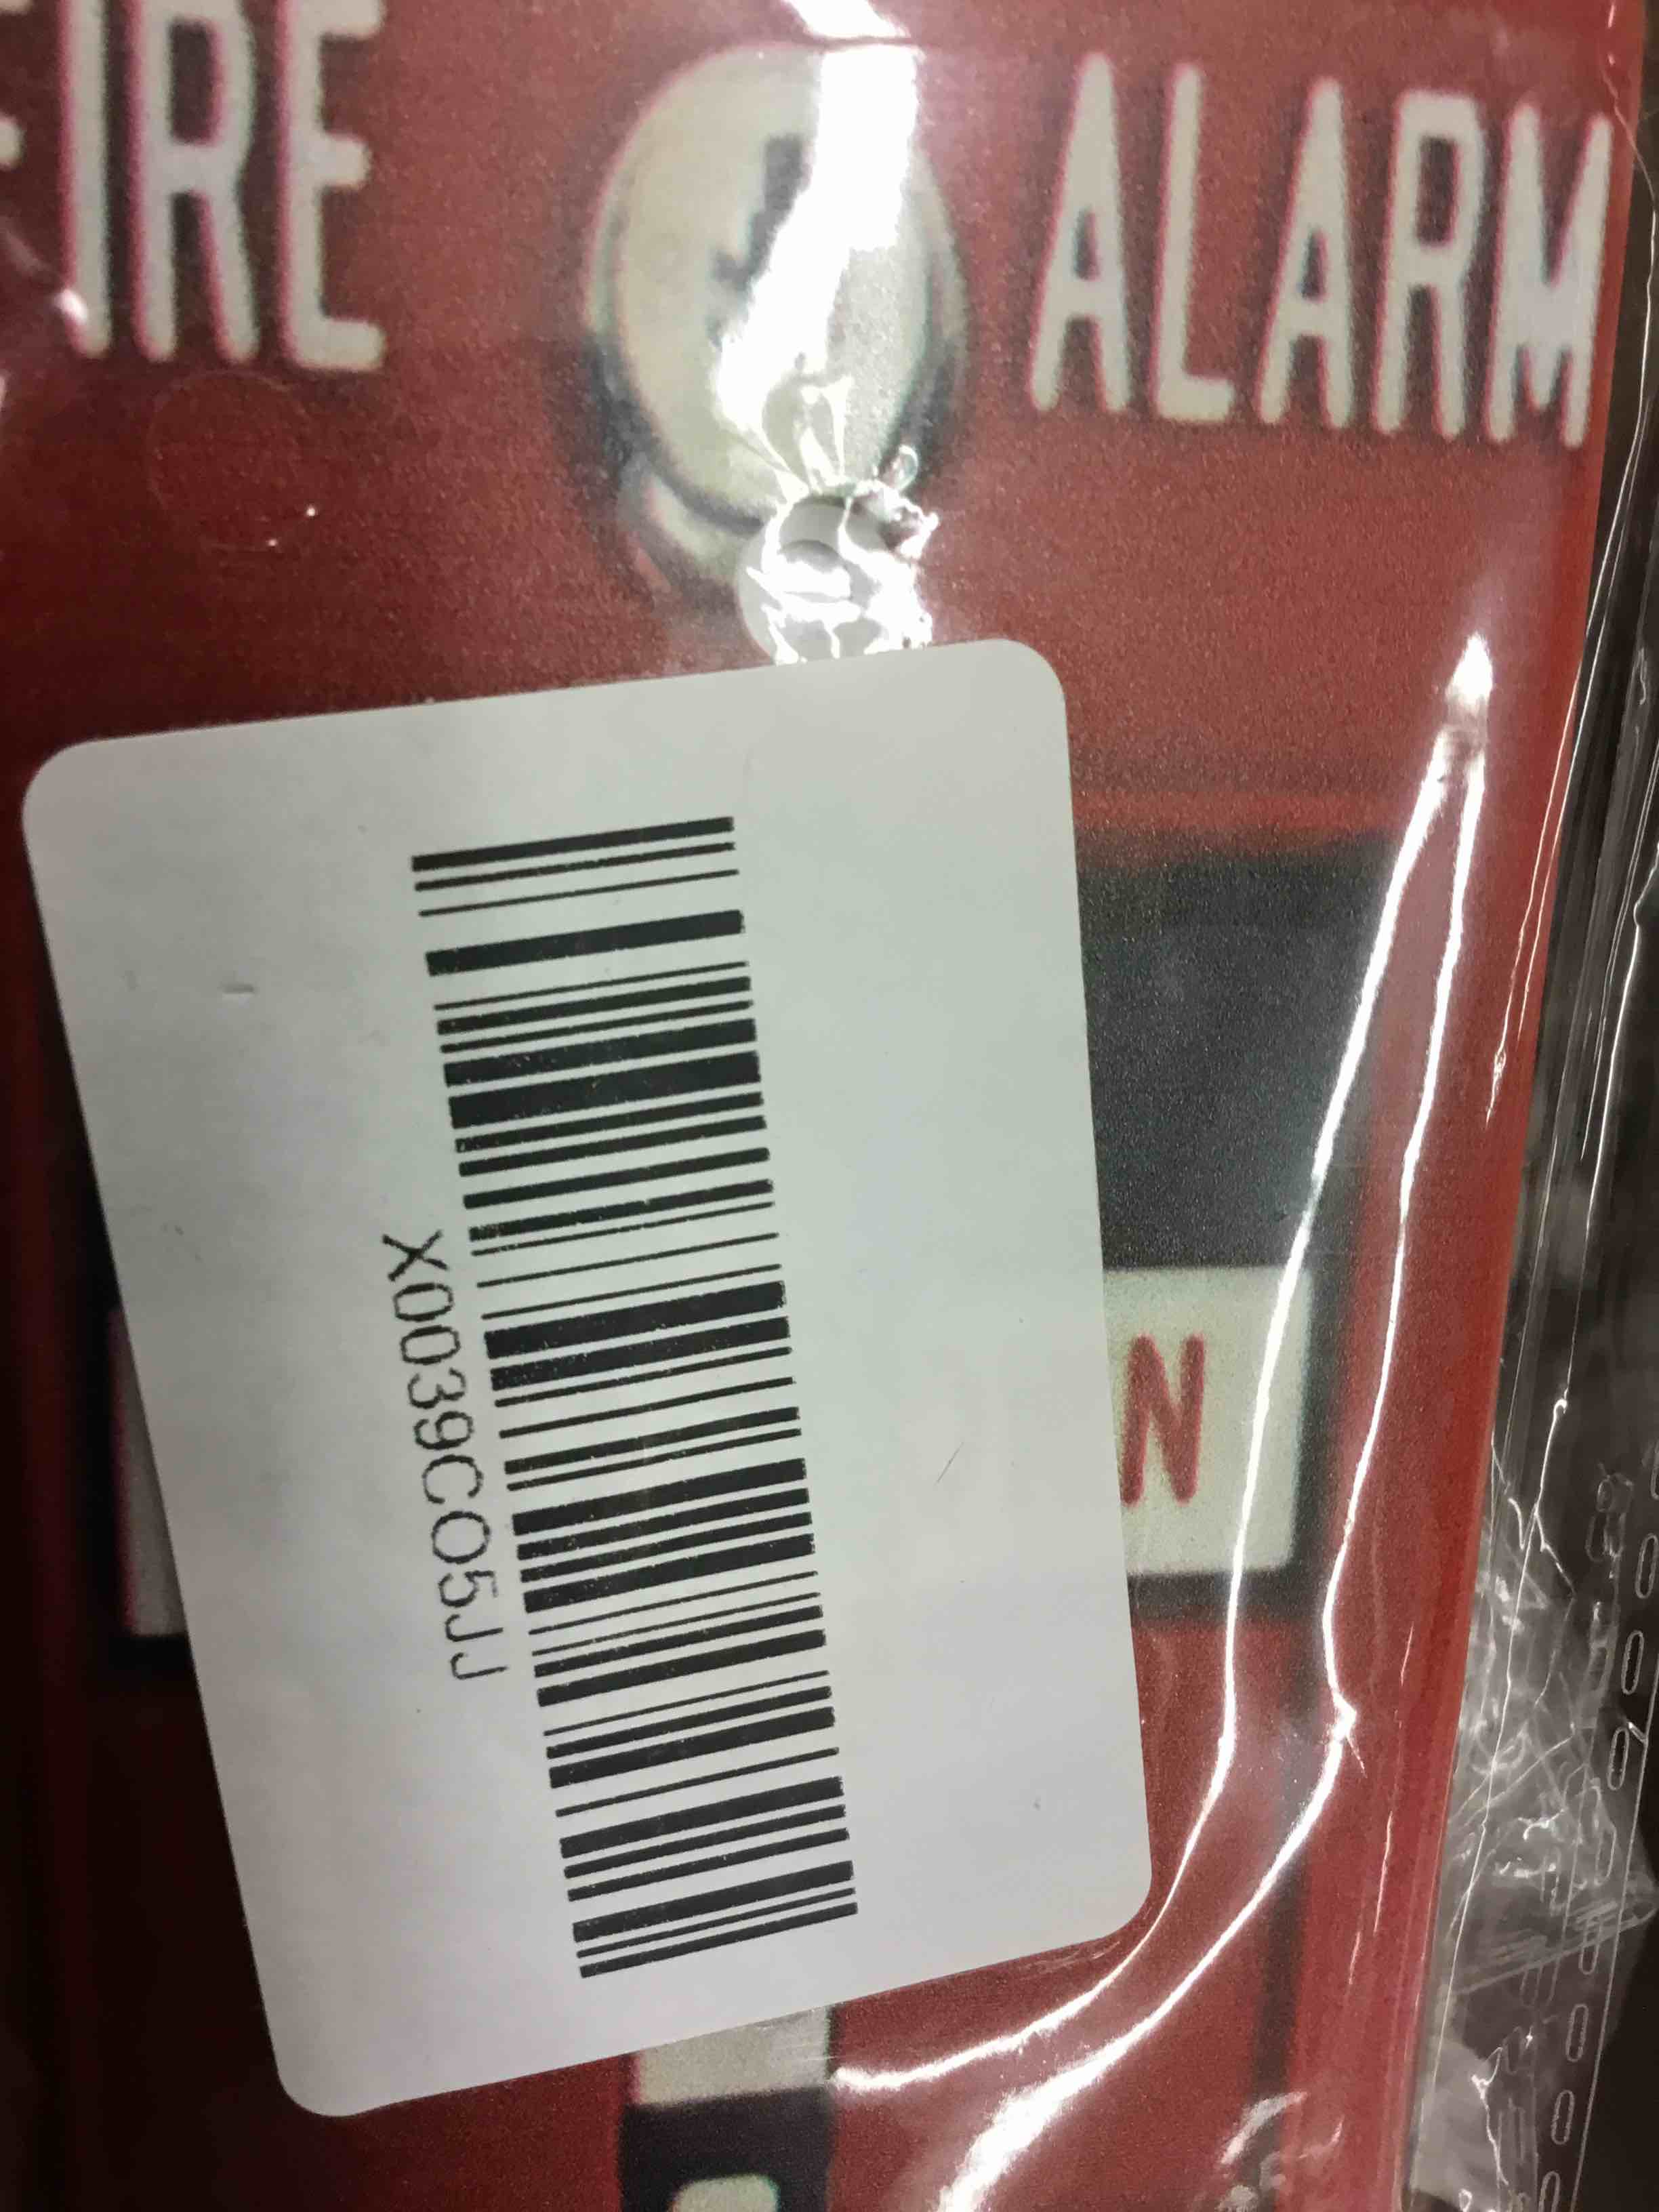 FIRE ALARM
X0039CO5JJ
N